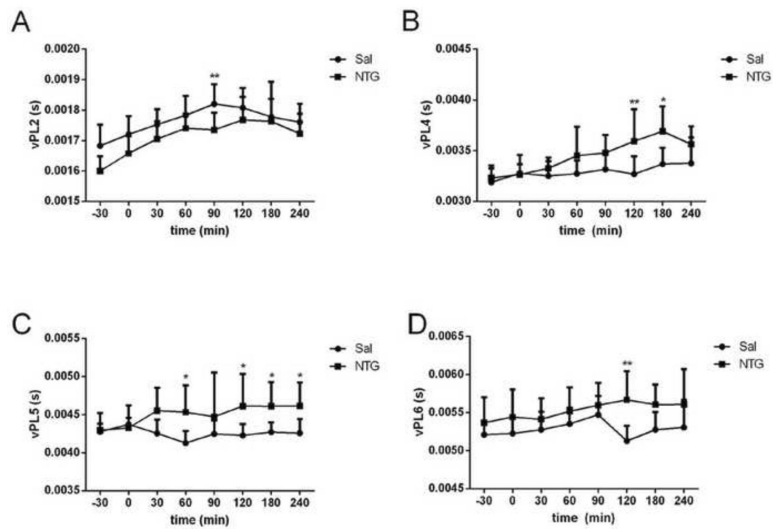 A
vPL2 (s)
0.0020
0.0019
0.0018
0.0017
0.0016
0.0015
**
-30 0 30 60 90 120 180 240
time (min)
Sal
NTG
B
vPL4 (s)
0.0045
0.0040
0.0035
0.0030
** *
-30 0 30 60 90 120 180 240
time (min)
Sal
NTG
C
vPL5 (s)
0.0055
0.0050
0.0045
0.0040
0.0035
* * * *
-30 0 30 60 90 120 180 240
time (min)
Sal
NTG
D
vPL6 (s)
0.0065
0.0060
0.0055
0.0050
0.0045
**
-30 0 30 60 90 120 180 240
time (min)
Sal
NTG